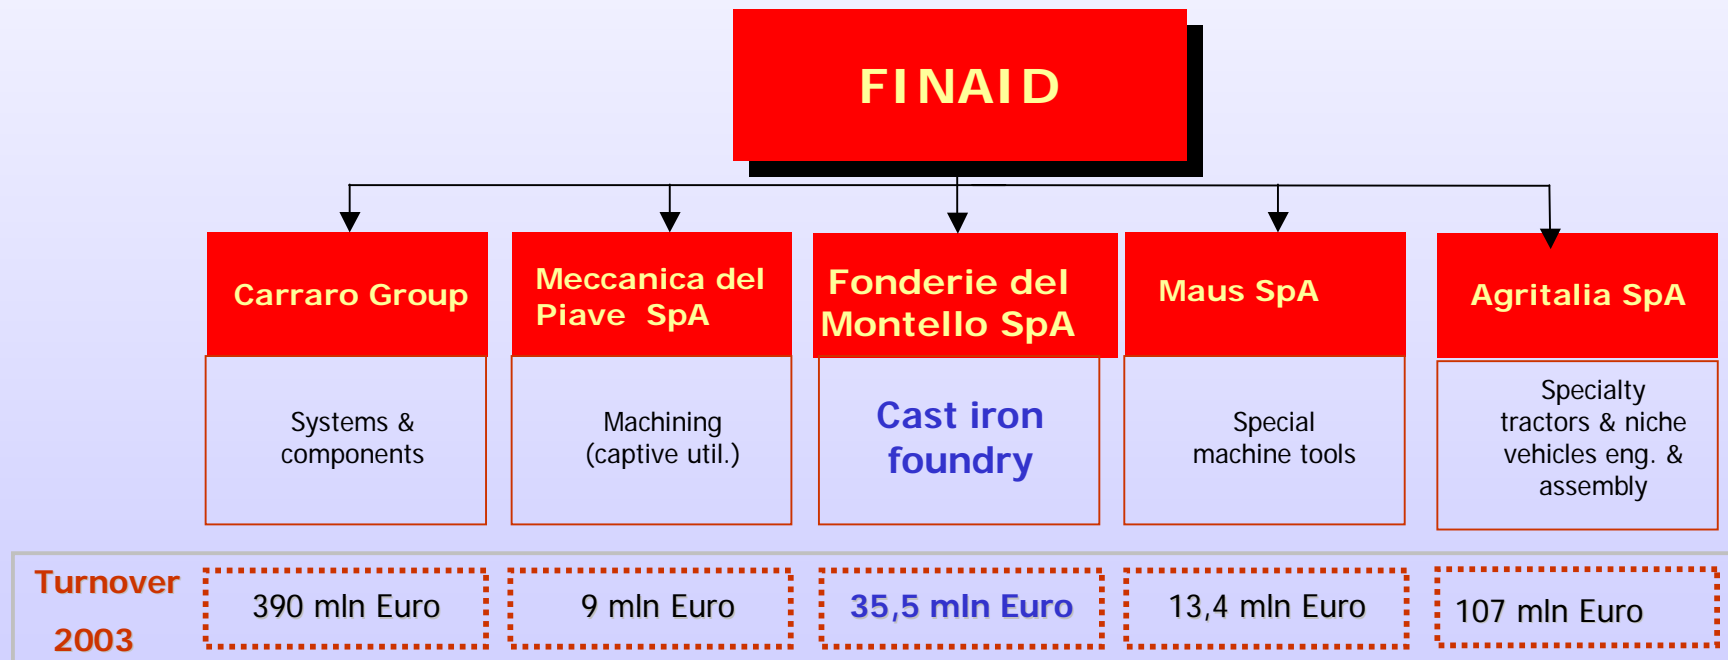 FINAID
Carraro Group
Meccanica del
Piave SpA
Fonderie del
Montello SpA
Maus SpA
Agritalia SpA
Systems &
components
Machining
(captive util.)
Cast iron
foundry
Special
machine tools
Specialty
tractors & niche
vehicles eng. &
assembly
Turnover
2003
390 mln Euro
9 mln Euro
35,5 mln Euro
13,4 mln Euro
107 mln Euro